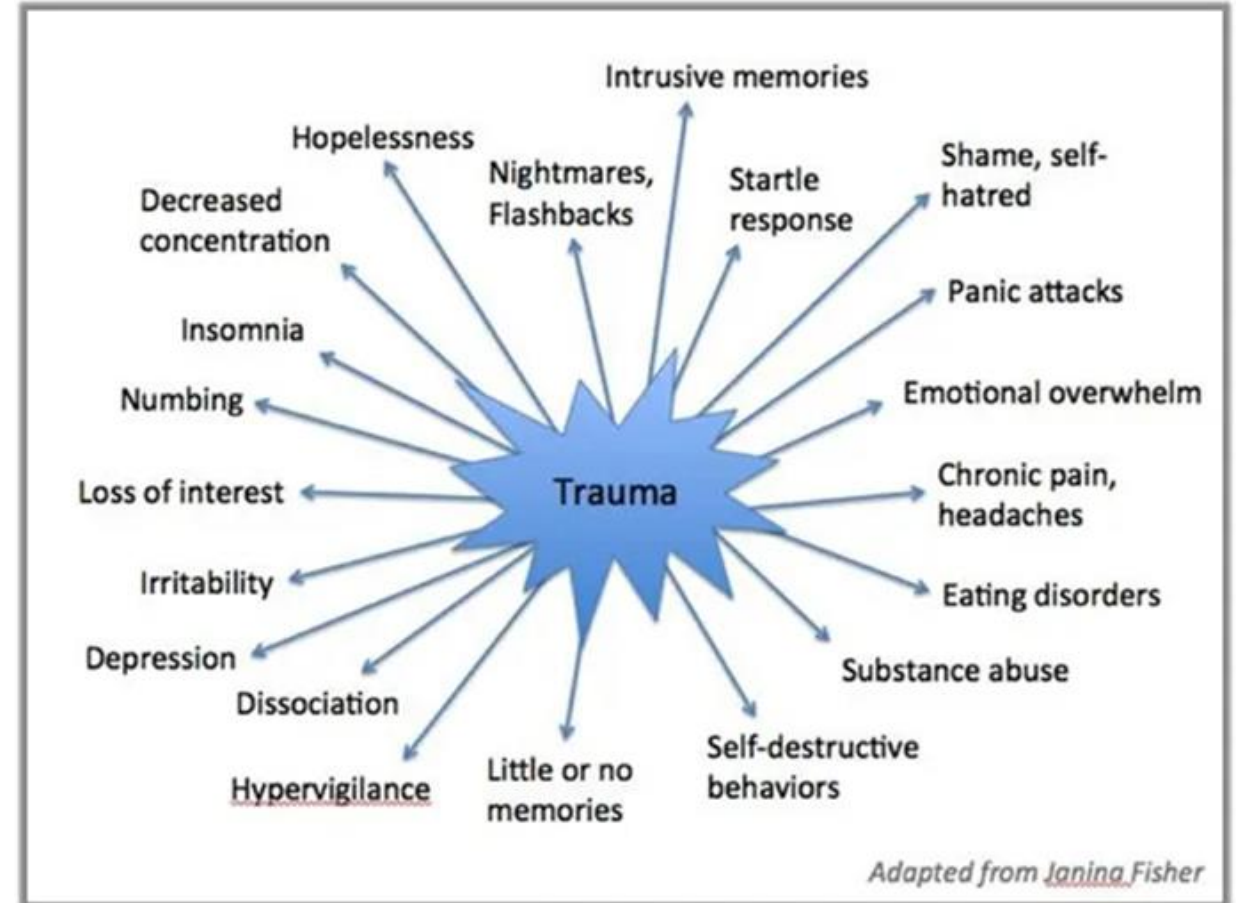 Intrusive memories
Hopelessness
Nightmares,
Flashbacks
Startle
response
Shame, self-
hatred
Decreased
concentration
Panic attacks
Insomnia
Numbing
Emotional overwhelm
Loss of interest
Trauma
Chronic pain,
headaches
Irritability
Eating disorders
Depression
Substance abuse
Dissociation
Self-destructive
behaviors
Hypervigilance
Little or no
memories
Adapted from Janina Fisher